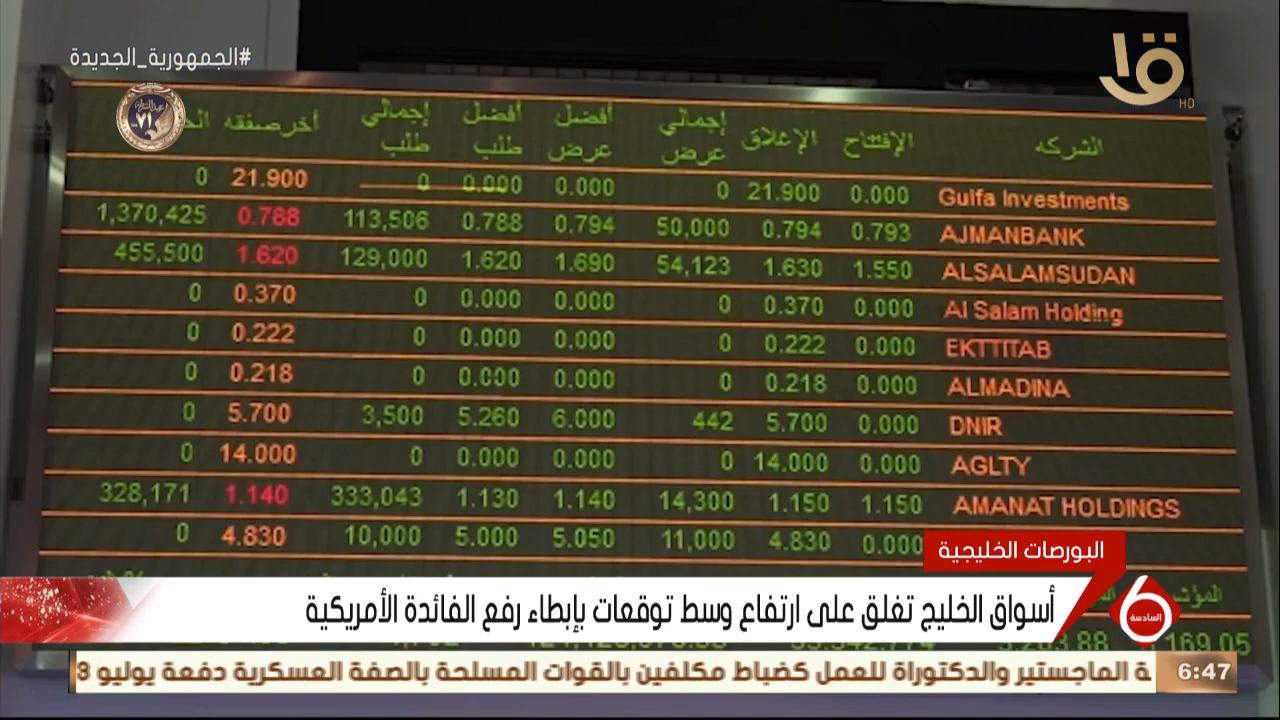 #الجمهورية_الجديدة
HD
الشركه الإفتتاح الإغلاق إجمالي عرض أفضل عرض أفضل طلب إجمالي طلب أخر صفقه
Gulfa Investments 0.000 21.900 0 0.000 0.000 0 21.900 0
AJMANBANK 0.793 0.794 50,000 0.794 0.788 113,506 0.788 1,370,425
ALSALAMSUDAN 1.550 1.630 54,123 1.690 1.620 129,000 1.620 455,500
Al Salam Holding 0.000 0.370 0 0.000 0.000 0 0.370 0
EKTTITAB 0.000 0.222 0 0.000 0.000 0 0.222 0
ALMADINA 0.000 0.218 0 0.000 0.000 0 0.218 0
DNIR 0.000 5.700 442 6.000 5.260 3,500 5.700 0
AGLTY 0.000 14.000 0 0.000 0.000 0 14.000 0
AMANAT HOLDINGS 1.150 1.150 14,300 1.140 1.130 333,043 1.140 328,171
0.000 4.830 11,000 5.050 5.000 10,000 4.830 0
البورصات الخليجية
أسواق الخليج تغلق على ارتفاع وسط توقعات بإبطاء رفع الفائدة الأمريكية
السادسة
6:47
الماجستير والدكتوراة للعمل كضباط مكلفين بالقوات المسلحة بالصفة العسكرية دفعة يوليو